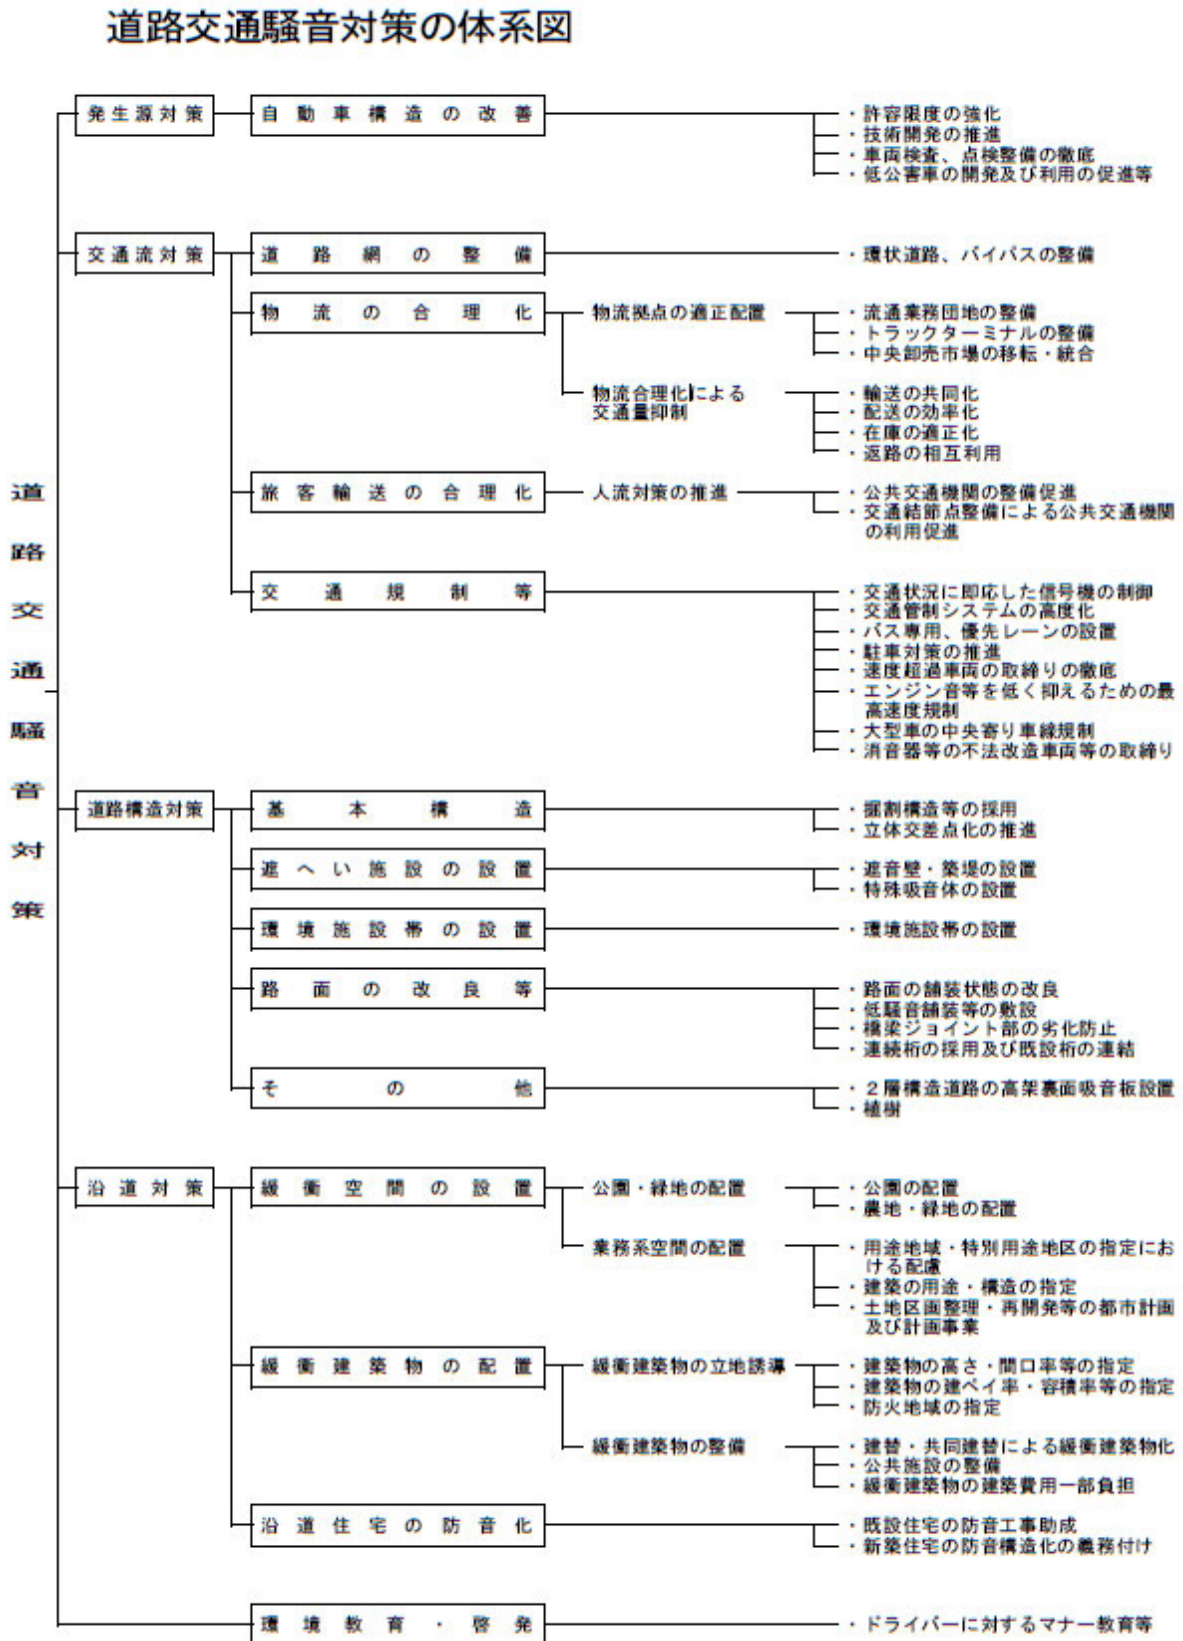 道路交通騒音対策の体系図
道路交通騒音対策
発生源対策
自動車構造の改善
・許容限度の強化
・技術開発の推進
・車両検査、点検整備の徹底
・低公害車の開発及び利用の促進等
交通流対策
道路網の整備
・環状道路、バイパスの整備
物流の合理化
物流拠点の適正配置
・流通業務団地の整備
・トラックターミナルの整備
・中央卸売市場の移転・統合
物流合理化による
交通量抑制
・輸送の共同化
・配送の効率化
・在庫の適正化
・返路の相互利用
旅客輸送の合理化
人流対策の推進
・公共交通機関の整備促進
・交通結節点整備による公共交通機関
の利用促進
交通規制等
・交通状況に即応した信号機の制御
・交通管制システムの高度化
・バス専用、優先レーンの設置
・駐車対策の推進
・速度超過車両の取締りの徹底
・エンジン音等を低く抑えるための最
高速度規制
・大型車の中央寄り車線規制
・消音器等の不法改造車両等の取締り
道路構造対策
基本構造
・掘割構造等の採用
・立体交差点化の推進
遮へい施設の設置
・遮音壁・築堤の設置
・特殊吸音体の設置
環境施設帯の設置
・環境施設帯の設置
路面の改良等
・路面の舗装状態の改良
・低騒音舗装等の敷設
・橋梁ジョイント部の劣化防止
・連続桁の採用及び既設桁の連結
その他
・２層構造道路の高架裏面吸音板設置
・植樹
沿道対策
緩衝空間の設置
公園・緑地の配置
・公園の配置
・農地・緑地の配置
業務系空間の配置
・用途地域・特別用途地区の指定にお
ける配慮
・建築の用途・構造の指定
・土地区画整理・再開発等の都市計画
及び計画事業
緩衝建築物の配置
緩衝建築物の立地誘導
・建築物の高さ・間口率等の指定
・建築物の建ペイ率・容積率等の指定
・防火地域の指定
緩衝建築物の整備
・建替・共同建替による緩衝建築物化
・公共施設の整備
・緩衝建築物の建築費用一部負担
沿道住宅の防音化
・既設住宅の防音工事助成
・新築住宅の防音構造化の義務付け
環境教育・啓発
・ドライバーに対するマナー教育等